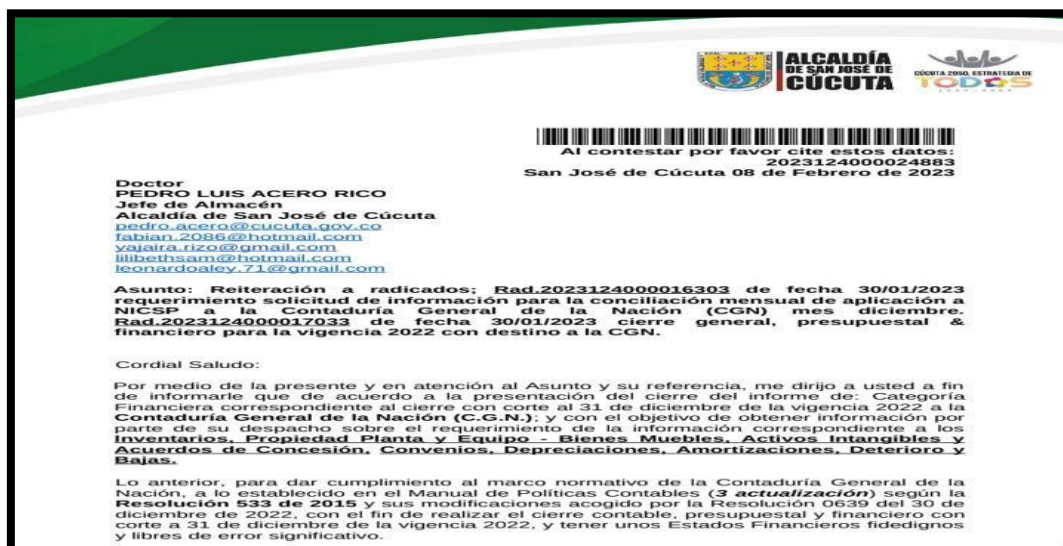 ALCALDÍA
DE SAN JOSÉ DE
CÚCUTA
CÚCUTA 2050, ESTRATEGIA DE
TODOS
Al contestar por favor cite estos datos:
20231240000024883
San José de Cúcuta 08 de Febrero de 2023
Doctor
PEDRO LUIS ACERO RICO
Jefe de Almacén
Alcaldía de San José de Cúcuta
pedro.acero@cucuta.gov.co
fabian.2086@hotmail.com
yajaira.rizo@gmail.com
lilibethsam@hotmail.com
leonardoaley.71@gmail.com
Asunto: Reiteración a radicados; Rad.2023124000016303 de fecha 30/01/2023
requerimiento solicitud de información para la conciliación mensual de aplicación a
NICSP a la Contaduría General de la Nación (CGN) mes diciembre.
Rad.2023124000017033 de fecha 30/01/2023 cierre general, presupuestal &
financiero para la vigencia 2022 con destino a la CGN.
Cordial Saludo:
Por medio de la presente y en atención al Asunto y su referencia, me dirijo a usted a fin
de informarle que de acuerdo a la presentación del cierre del informe de: Categoría
Financiera correspondiente al cierre con corte al 31 de diciembre de la vigencia 2022 a la
Contaduría General de la Nación (C.G.N.); y con el objetivo de obtener información por
parte de su despacho sobre el requerimiento de la información correspondiente a los
Inventarios, Propiedad Planta y Equipo - Bienes Muebles, Activos Intangibles y
Acuerdos de Concesión, Convenios, Depreciaciones, Amortizaciones, Deterioro y
Bajas.
Lo anterior, para dar cumplimiento al marco normativo de la Contaduría General de la
Nación, a lo establecido en el Manual de Políticas Contables (3 actualización) según la
Resolución 533 de 2015 y sus modificaciones acogido por la Resolución 0639 del 30 de
diciembre de 2022, con el fin de realizar el cierre contable, presupuestal y financiero con
corte a 31 de diciembre de la vigencia 2022, y tener unos Estados Financieros fidedignos
y libres de error significativo.